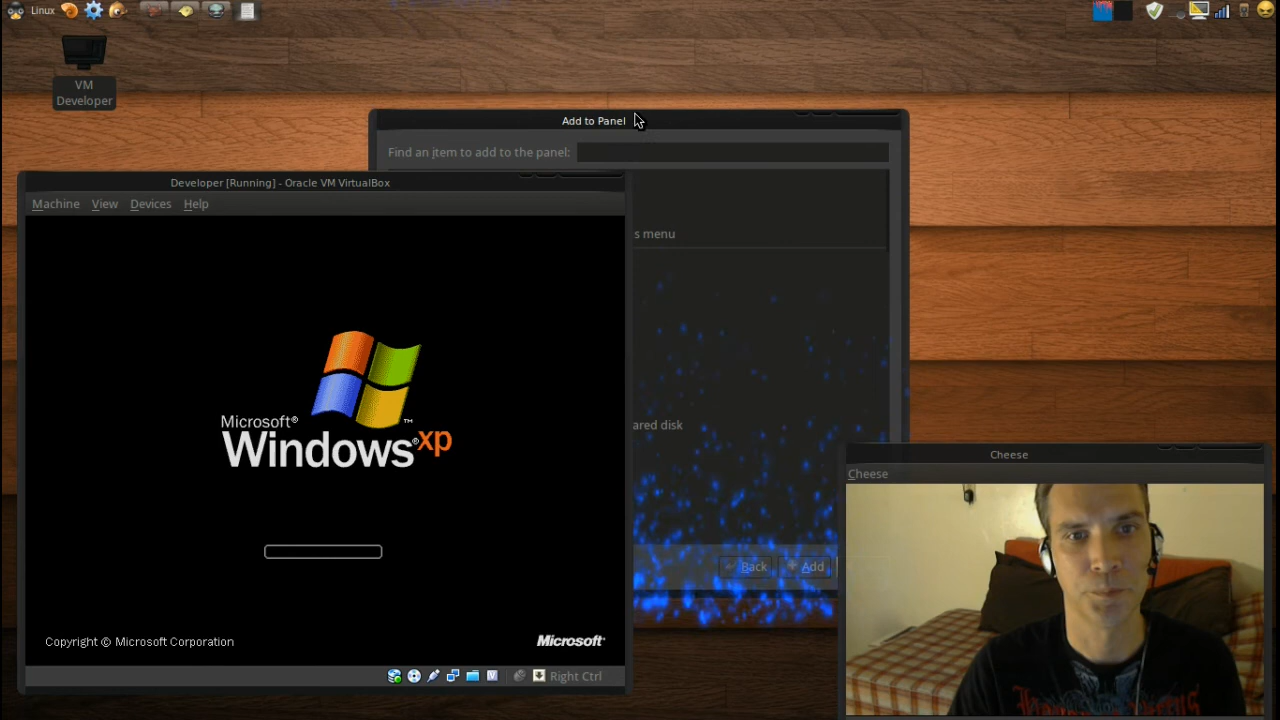 Linux
VM
Developer
Add to Panel
Find an item to add to the panel:
Developer [Running] - Oracle VM VirtualBox
Machine View Devices Help
s menu
Microsoft®
Windows® xp ™
ared disk
Cheese
Cheese
Back Add
Copyright © Microsoft Corporation
Microsoft®
V
Right Ctrl